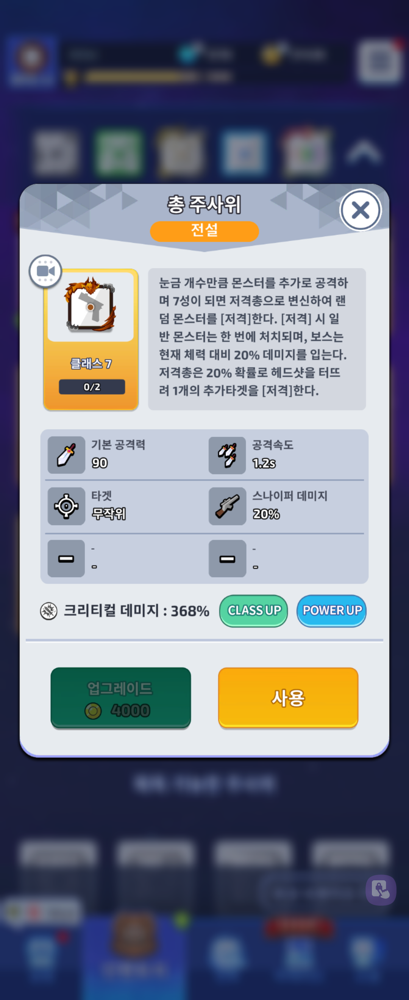 총 주사위
전설
눈금 개수만큼 몬스터를 추가로 공격하
며 7성이 되면 저격총으로 변신하여 랜
덤 몬스터를 [저격]한다. [저격] 시 일
반 몬스터는 한 번에 처치되며, 보스는
현재 체력 대비 20% 데미지를 입는다.
저격총은 20% 확률로 헤드샷을 터뜨
려 1개의 추가타겟을 [저격]한다.
클래스 7
0/2
기본 공격력
90
공격속도
1.2s
타겟
무작위
스나이퍼 데미지
20%
-
-
-
-
크리티컬 데미지 : 368%
CLASS UP
POWER UP
업그레이드
4000
사용